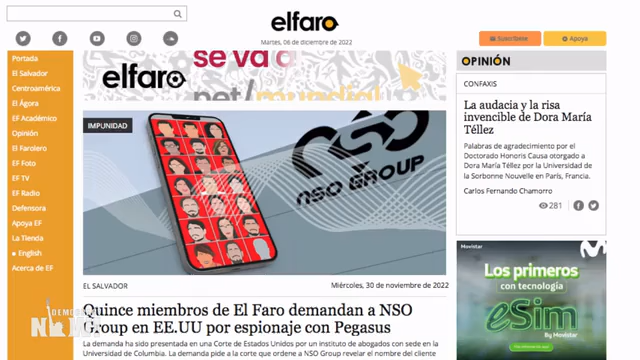 elfaro
Martes, 06 de diciembre de 2022
Suscríbete
Apoya
Portada
El Salvador
Centroamérica
El Ágora
EF Académico
Opinión
El Farolero
EF Foto
EF TV
EF Radio
Defensora
Apoya EF
La Tienda
English
Acerca de EF
elfaro
se va a
net/mundial
IMPUNIDAD
NSO
NSO GROUP
EL SALVADOR
Miércoles, 30 de noviembre de 2022
Quince miembros de El Faro demandan a NSO
Group en EE.UU por espionaje con Pegasus
La demanda ha sido presentada en una Corte de Estados Unidos por un instituto de abogados con sede en la
Universidad de Columbia. La demanda pide a la corte que ordene a NSO Group revelar el nombre del cliente
OPINIÓN
CONFAXIS
La audacia y la risa
invencible de Dora María
Téllez
Palabras de agradecimiento por el
Doctorado Honoris Causa otorgado a
Dora María Téllez por la Universidad de
la Sorbonne Nouvelle en París, Francia.
Carlos Fernando Chamorro
281
Movistar
movistar
Los primeros
con tecnología
eSim
By Movistar
DEMOCRACY
NOW!